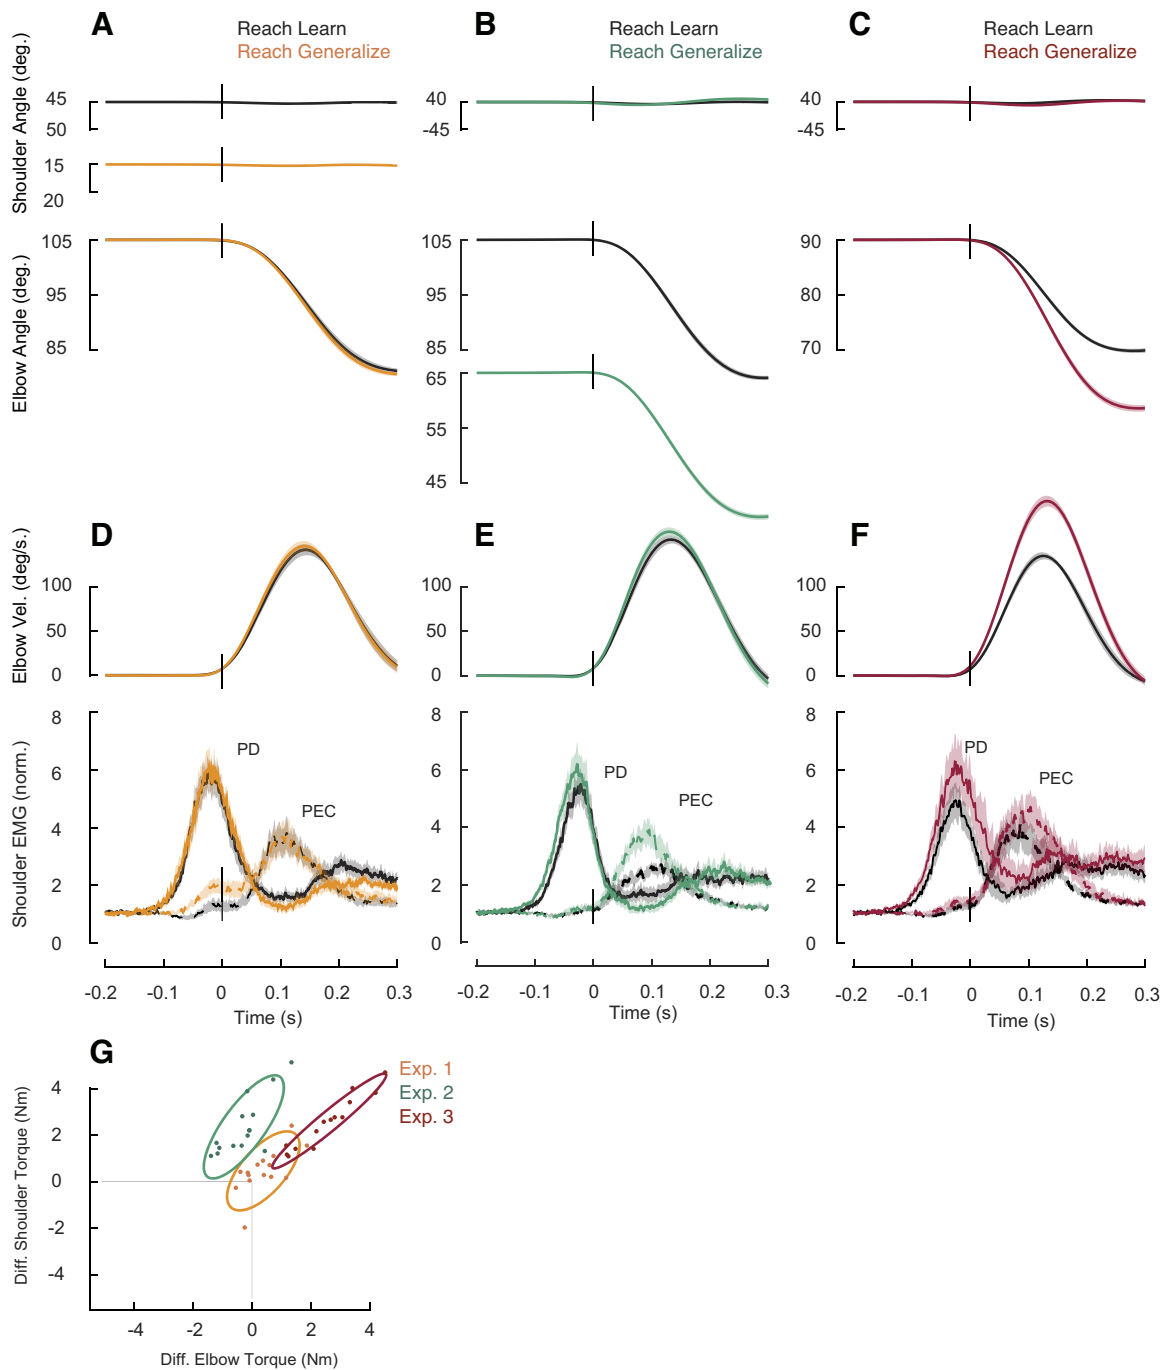 A
Reach Learn
Reach Generalize
B
Reach Learn
Reach Generalize
C
Reach Learn
Reach Generalize
Shoulder Angle (deg.)
45
50
15
20
40
-45
40
-45
Elbow Angle (deg.)
105
95
85
105
95
85
65
55
45
90
80
70
D
E
F
Elbow Vel. (deg/s.)
100
50
0
100
50
0
100
50
0
Shoulder EMG (norm.)
8
6
4
2
0
PD
PEC
8
6
4
2
0
PD
PEC
8
6
4
2
0
PD
PEC
-0.2 -0.1 0 0.1 0.2 0.3
Time (s)
-0.2 -0.1 0 0.1 0.2 0.3
Time (s)
-0.2 -0.1 0 0.1 0.2 0.3
Time (s)
G
Exp. 1
Exp. 2
Exp. 3
Diff. Shoulder Torque (Nm)
4
2
0
-2
-4
-4 -2 0 2 4
Diff. Elbow Torque (Nm)